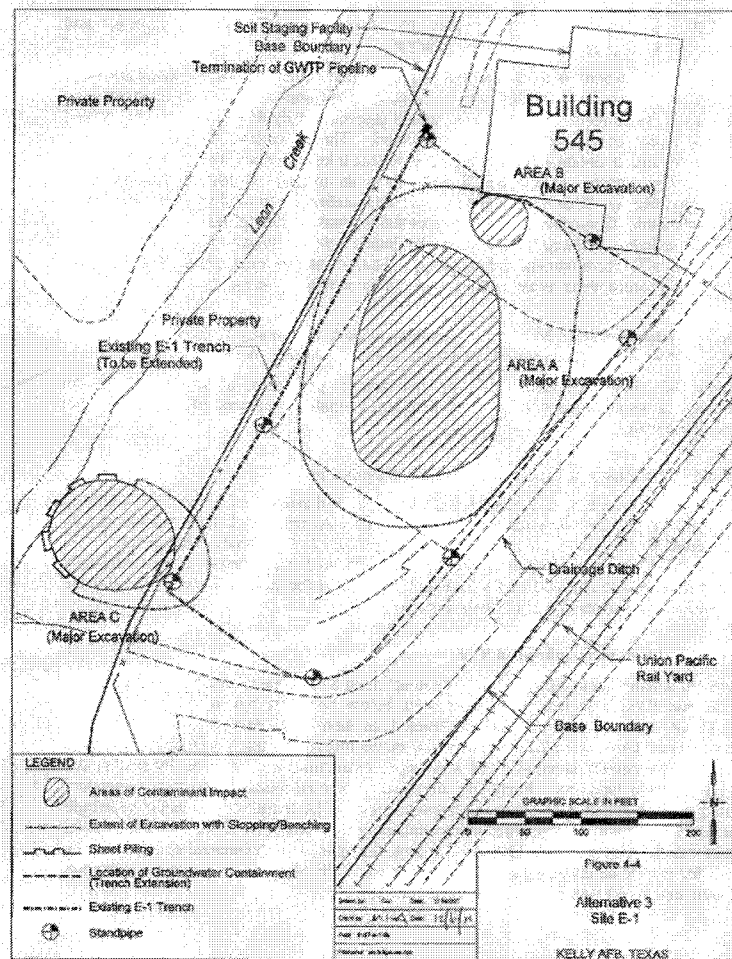 Soil Staging Facility
Base Boundary
Termination of GWTP Pipeline
Private Property
Leon Creek
Building
545
AREA B
(Major Excavation)
Private Property
Existing E-1 Trench
(To be Extended)
AREA A
(Major Excavation)
Drainage Ditch
AREA C
(Major Excavation)
Union Pacific
Rail Yard
Base Boundary
LEGEND
Areas of Contaminant Impact
Extent of Excavation with Slopping/Benching
Sheet Piling
Location of Groundwater Containment
(Trench Extension)
Existing E-1 Trench
Standpipe
GRAPHIC SCALE IN FEET
50 100 200
N
Figure 4-4
Alternative 3
Site E-1
KELLY AFB, TEXAS